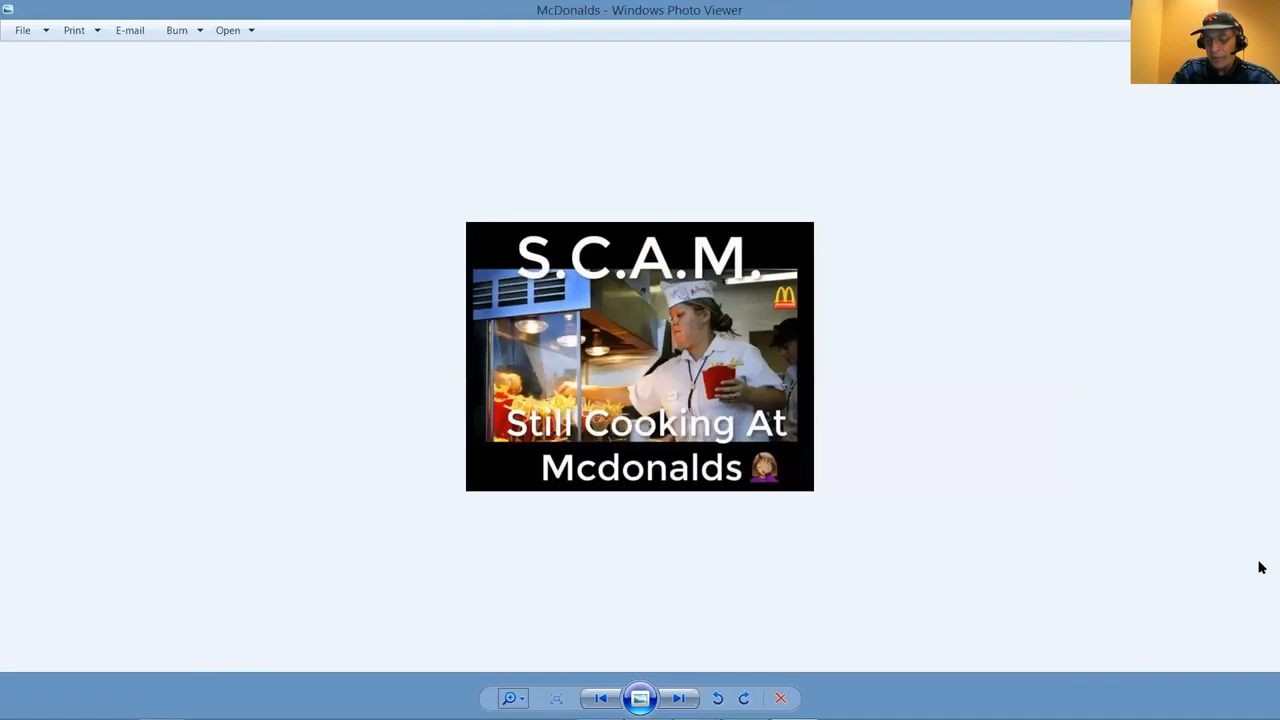 McDonalds - Windows Photo Viewer
File Print E-mail Burn Open
S.C.A.M.
Still Cooking At
Mcdonalds